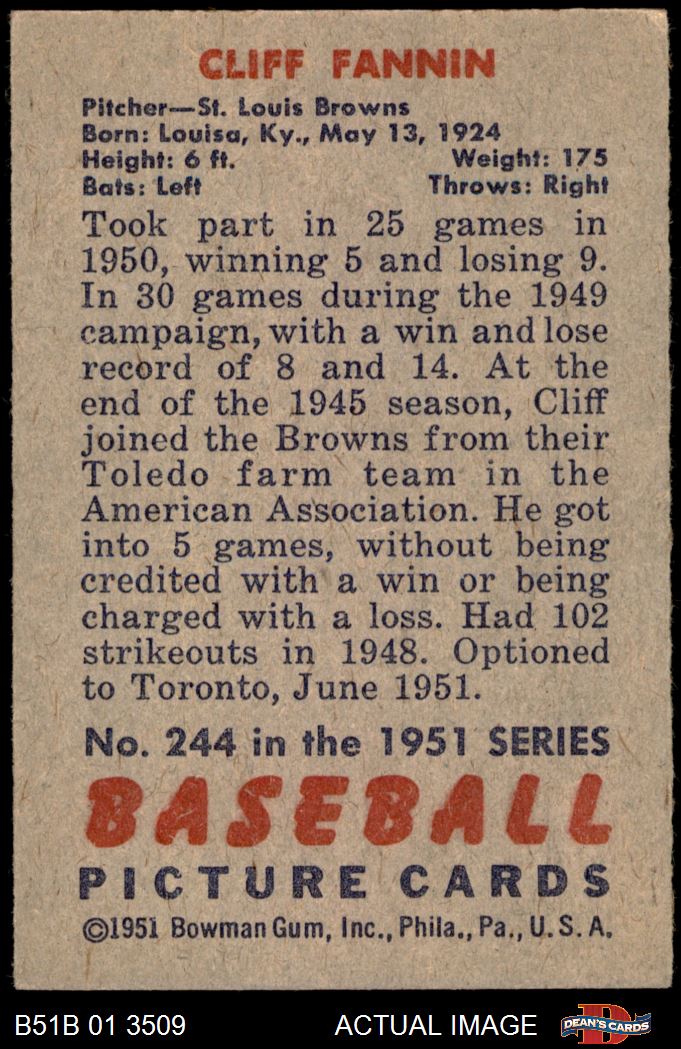 CLIFF FANNIN
Pitcher—St. Louis Browns
Born: Louisa, Ky., May 13, 1924
Height: 6 ft. Weight: 175
Bats: Left Throws: Right
Took part in 25 games in
1950, winning 5 and losing 9.
In 30 games during the 1949
campaign, with a win and lose
record of 8 and 14. At the
end of the 1945 season, Cliff
joined the Browns from their
Toledo farm team in the
American Association. He got
into 5 games, without being
credited with a win or being
charged with a loss. Had 102
strikeouts in 1948. Optioned
to Toronto, June 1951.
No. 244 in the 1951 SERIES
BASEBALL
PICTURE CARDS
©1951 Bowman Gum, Inc., Phila., Pa., U.S.A.
B51B 01 3509 ACTUAL IMAGE D DEAN'S CARDS